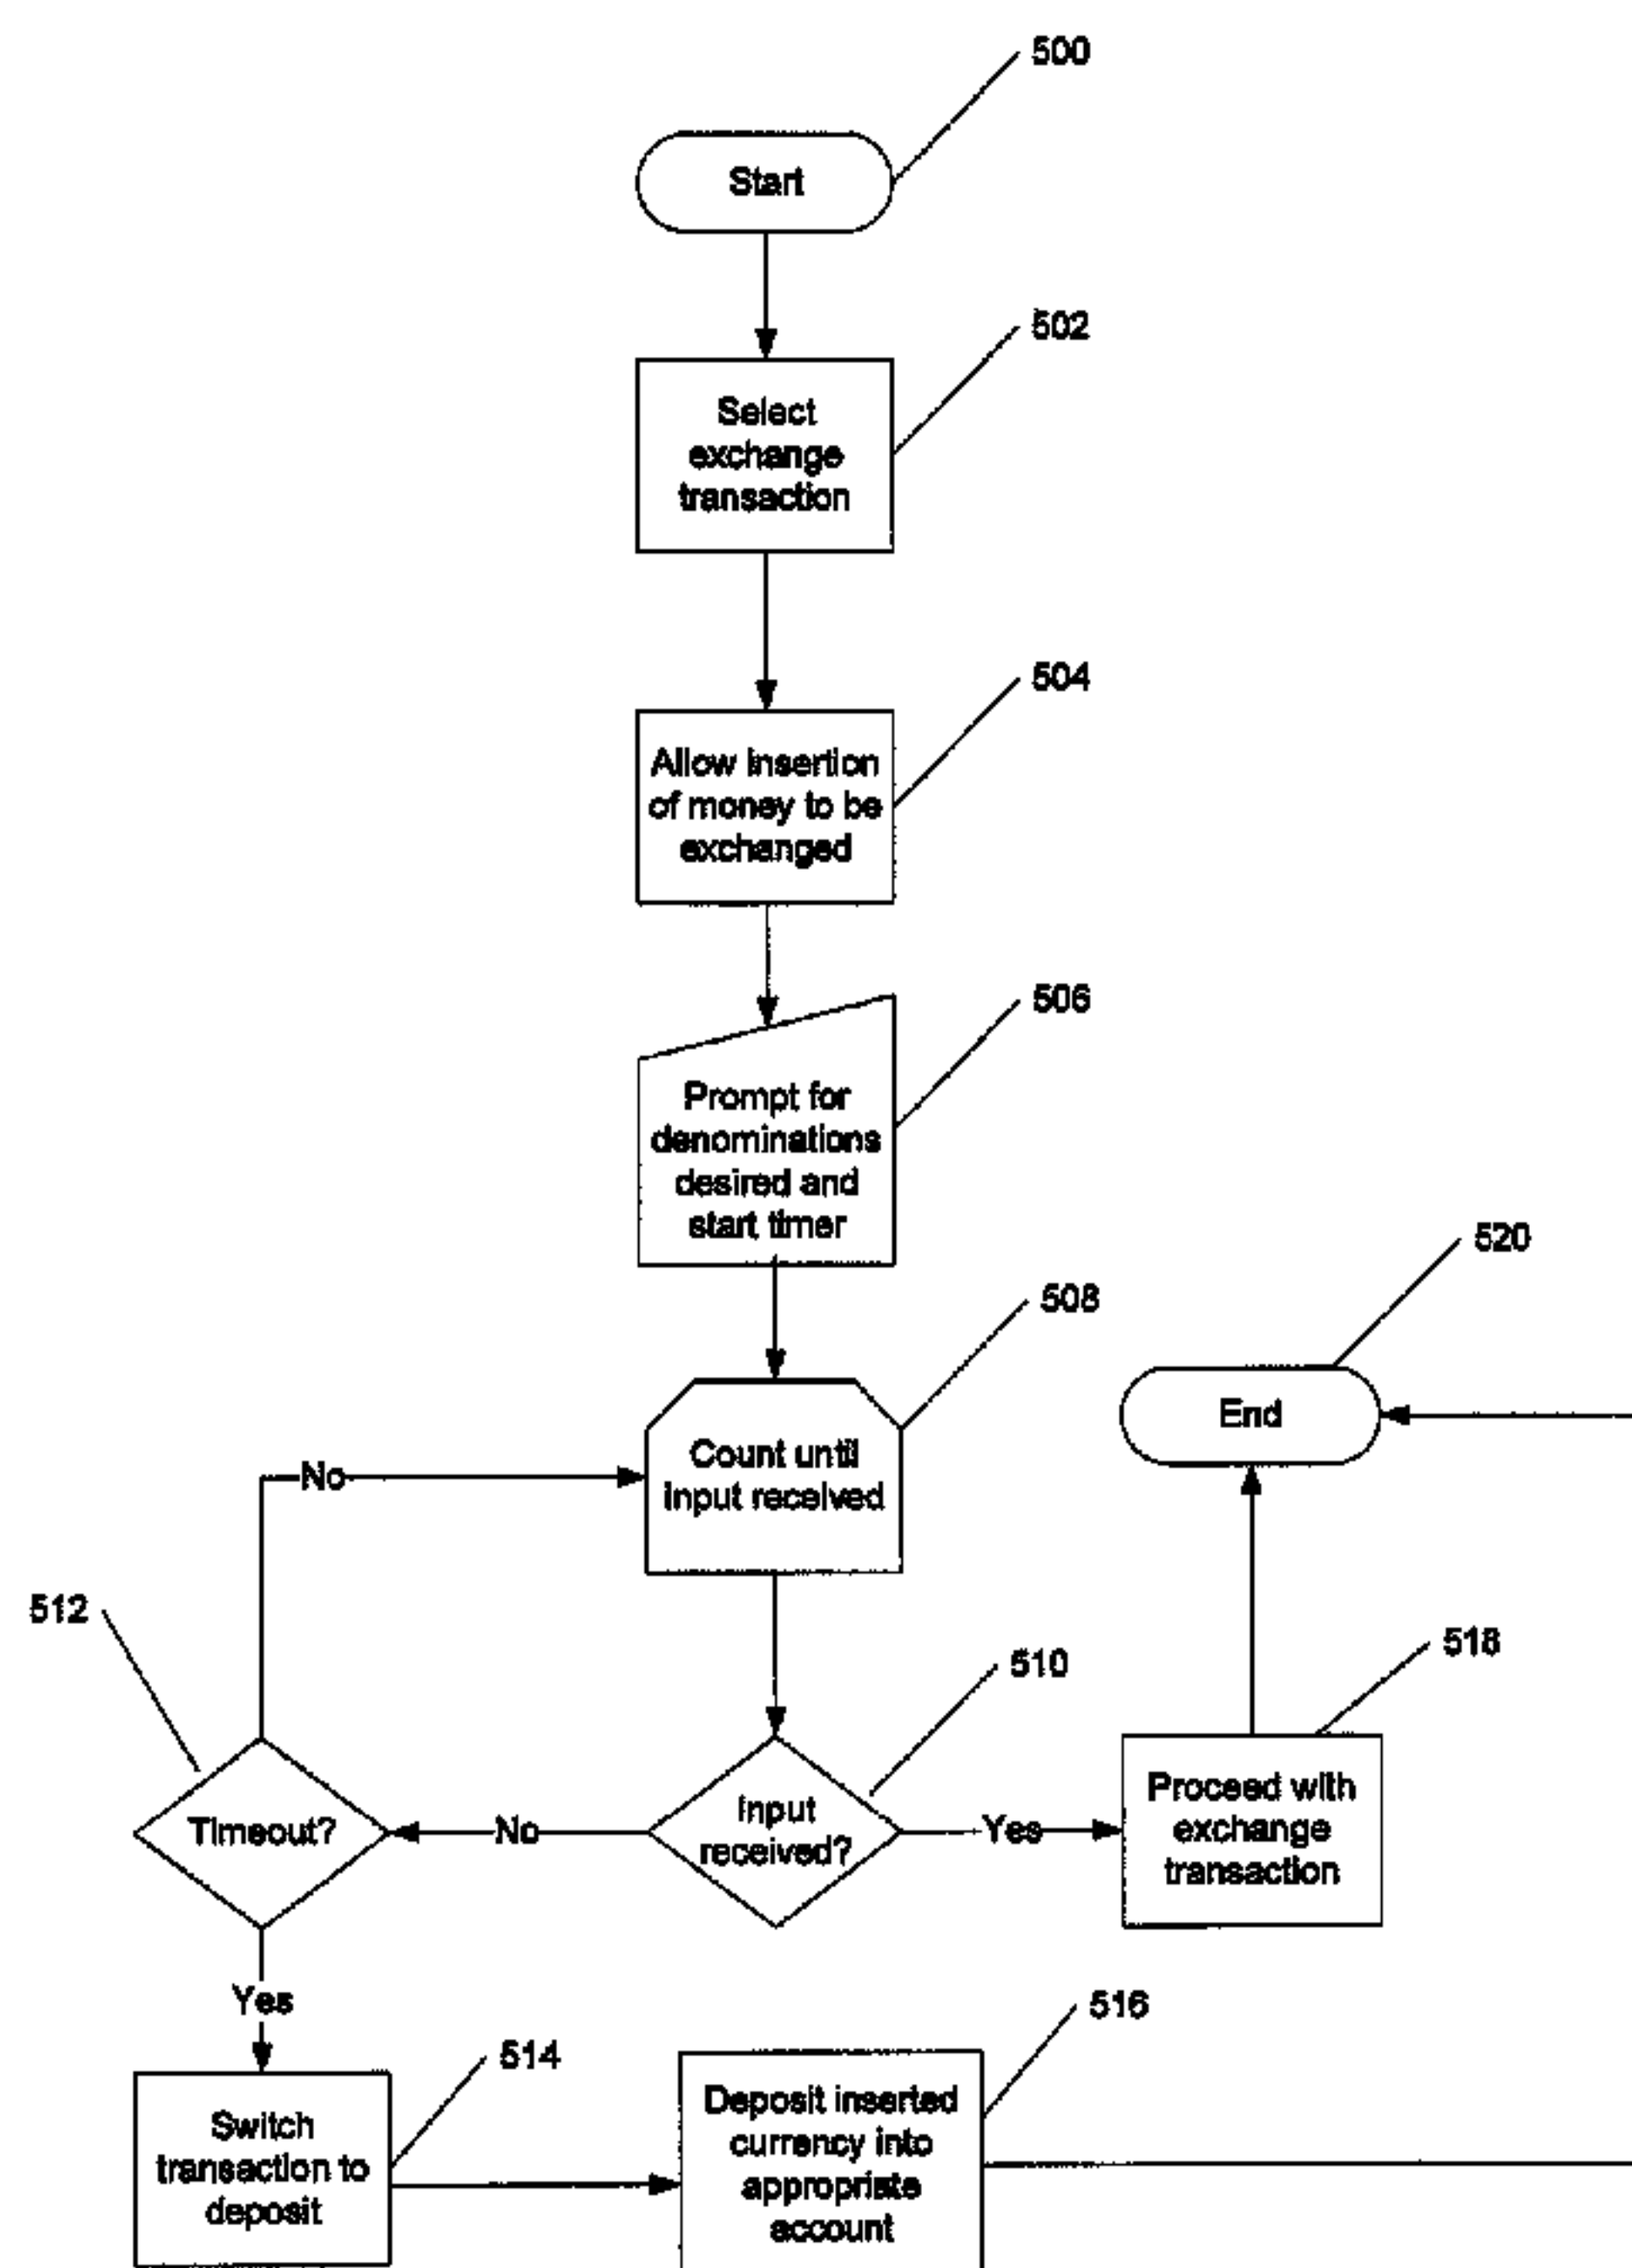 500
Start
502
Select
exchange
transaction
504
Allow insertion
of money to be
exchanged
506
Prompt for
denominations
desired and
start timer
508
Count until
input received
520
End
No
512
Timeout?
No
510
Input
received?
Yes
518
Proceed with
exchange
transaction
Yes
514
Switch
transaction to
deposit
516
Deposit inserted
currency into
appropriate
account